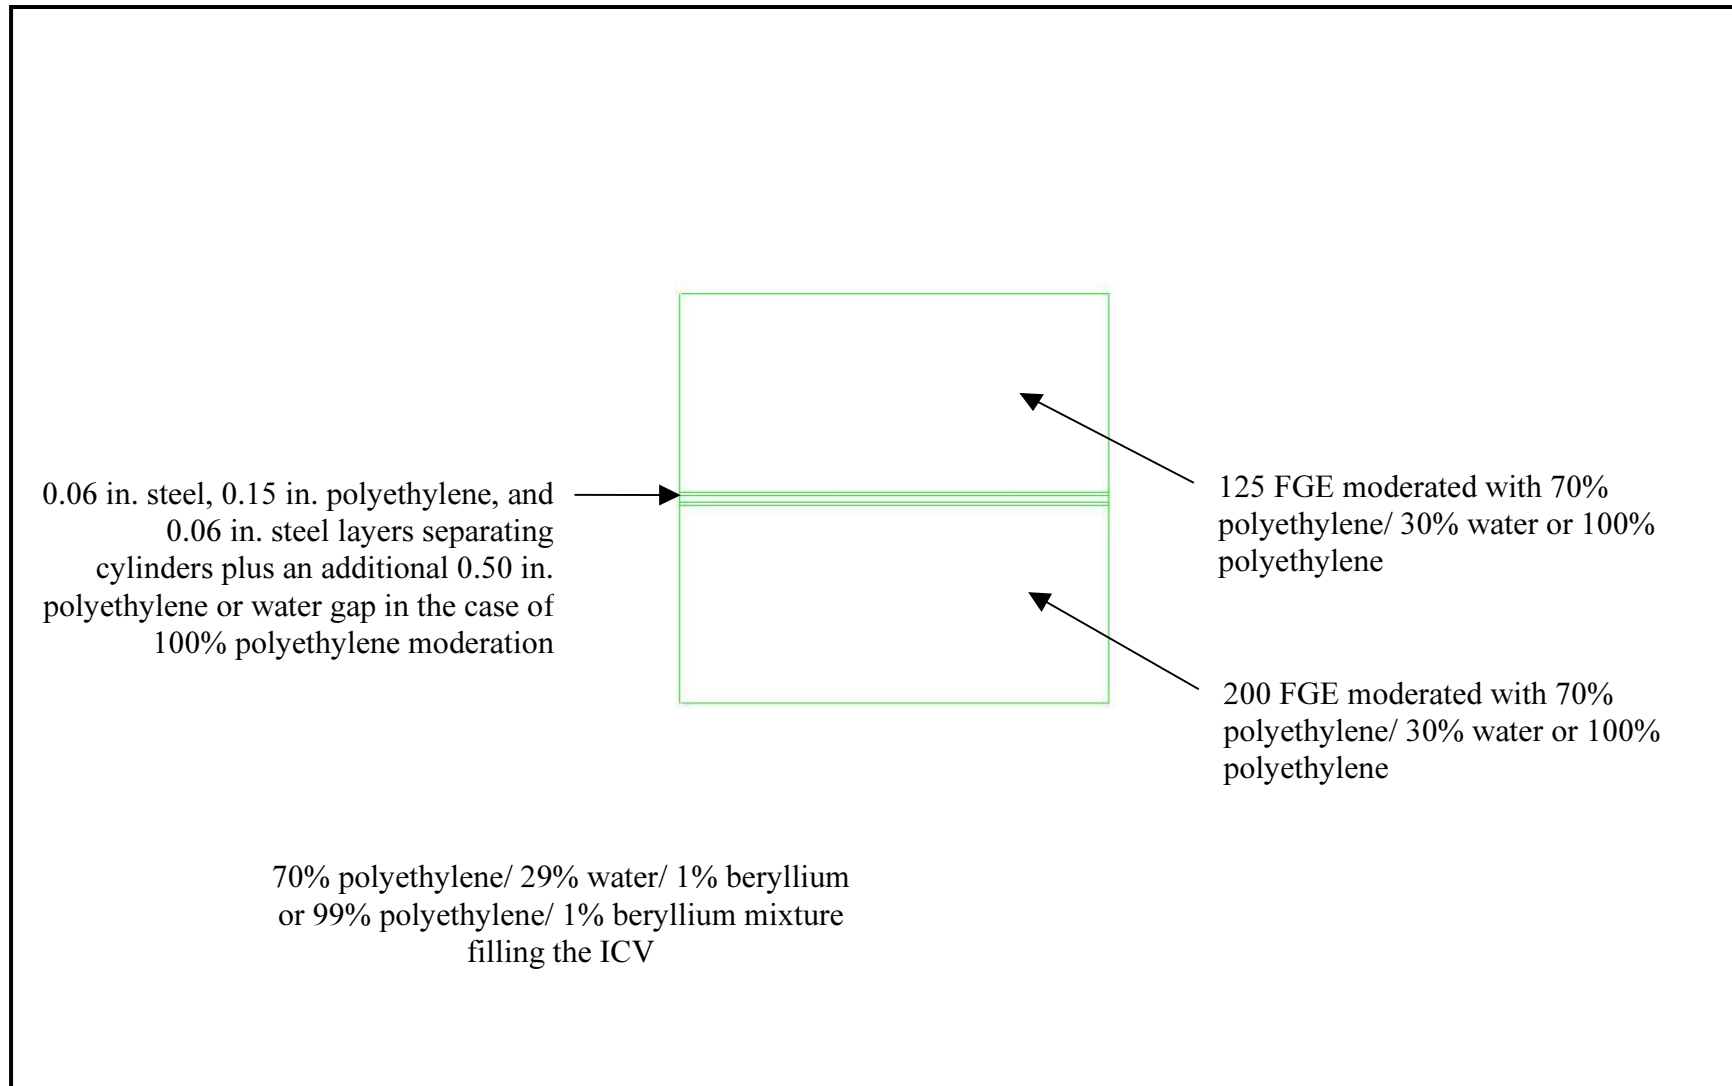 0.06 in. steel, 0.15 in. polyethylene, and
0.06 in. steel layers separating
cylinders plus an additional 0.50 in.
polyethylene or water gap in the case of
100% polyethylene moderation
125 FGE moderated with 70%
polyethylene/ 30% water or 100%
polyethylene
200 FGE moderated with 70%
polyethylene/ 30% water or 100%
polyethylene
70% polyethylene/ 29% water/ 1% beryllium
or 99% polyethylene/ 1% beryllium mixture
filling the ICV